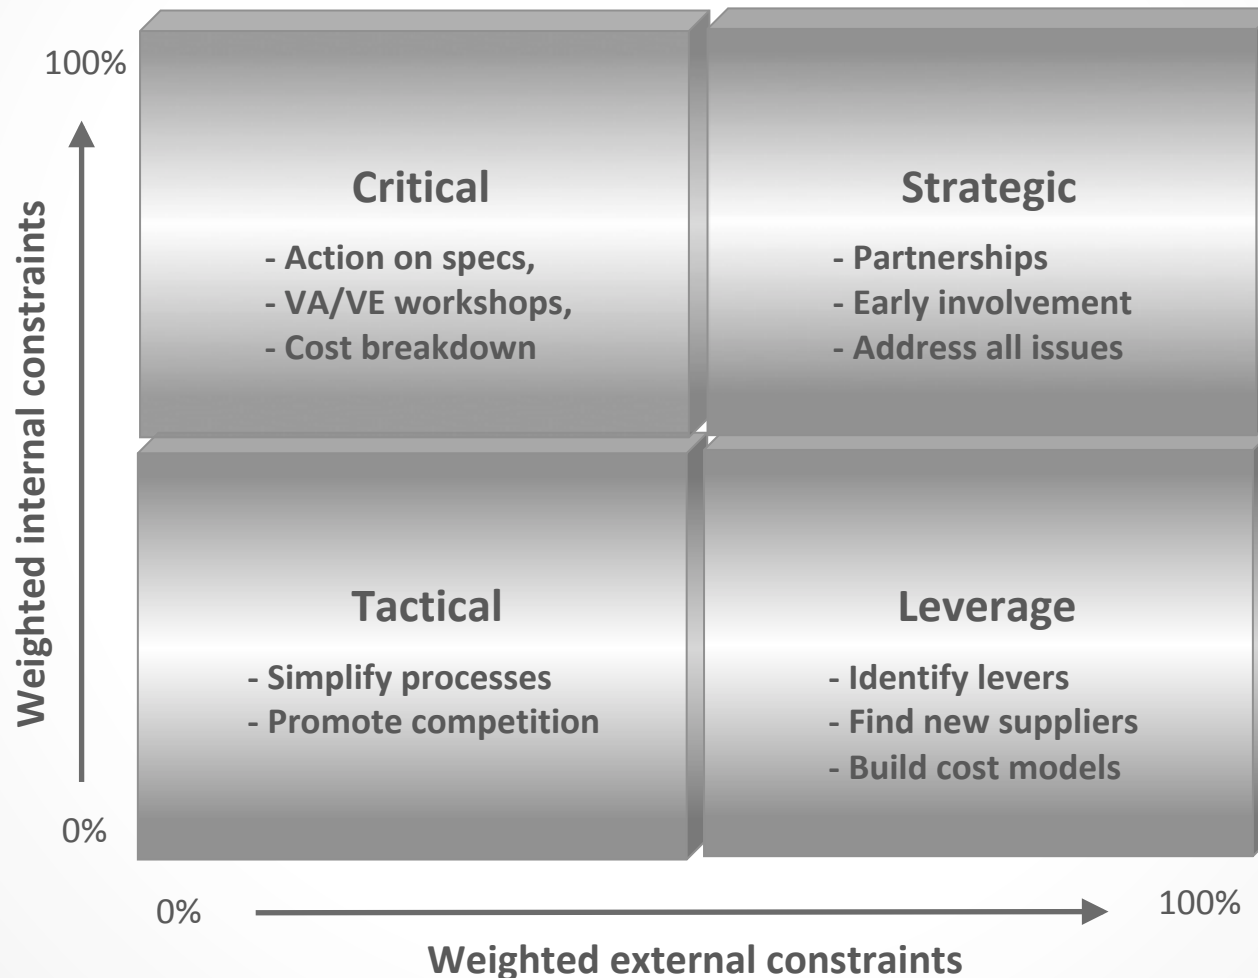 100%
Weighted internal constraints
0%
Critical
- Action on specs,
- VA/VE workshops,
- Cost breakdown
Strategic
- Partnerships
- Early involvement
- Address all issues
Tactical
- Simplify processes
- Promote competition
Leverage
- Identify levers
- Find new suppliers
- Build cost models
0%
100%
Weighted external constraints